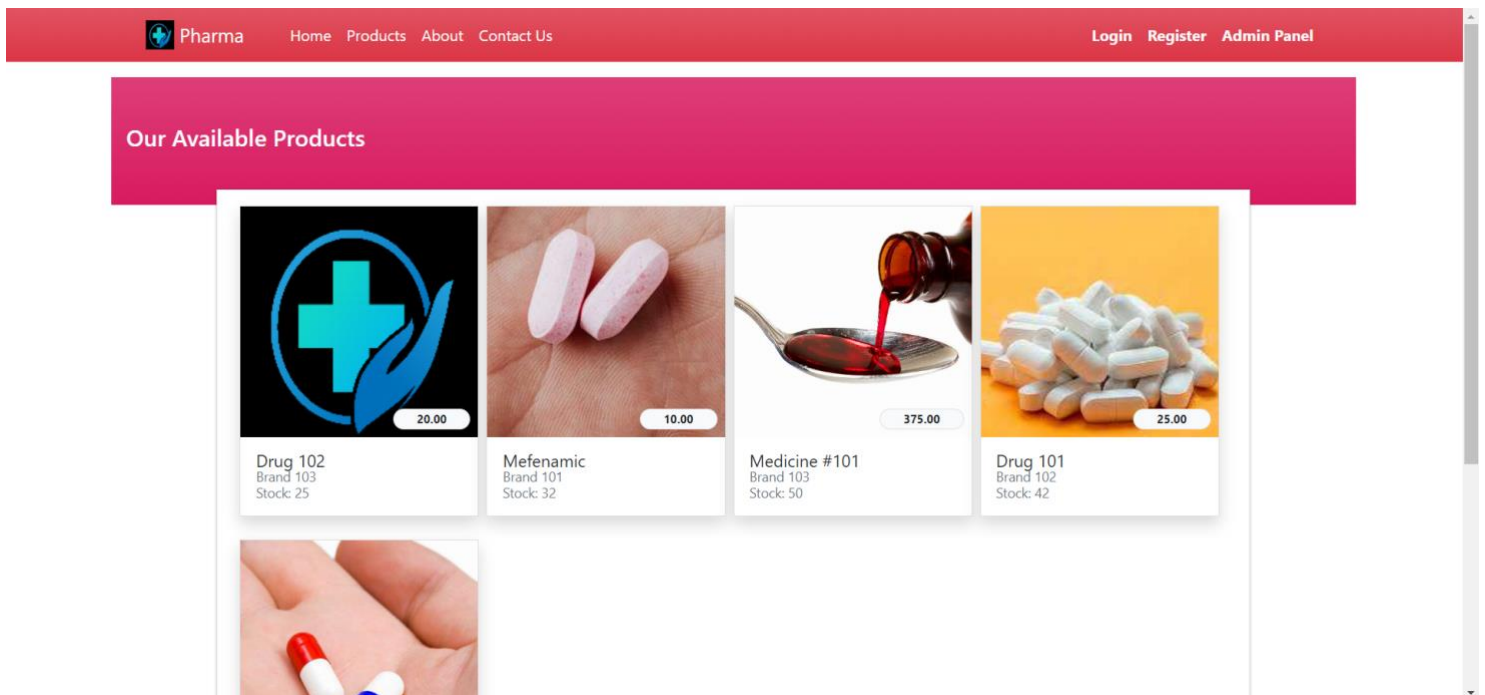 Pharma Home Products About Contact Us Login Register Admin Panel
Our Available Products
20.00
10.00
375.00
25.00
Drug 102
Brand 103
Stock: 25
Mefenamic
Brand 101
Stock: 32
Medicine #101
Brand 103
Stock: 50
Drug 101
Brand 102
Stock: 42